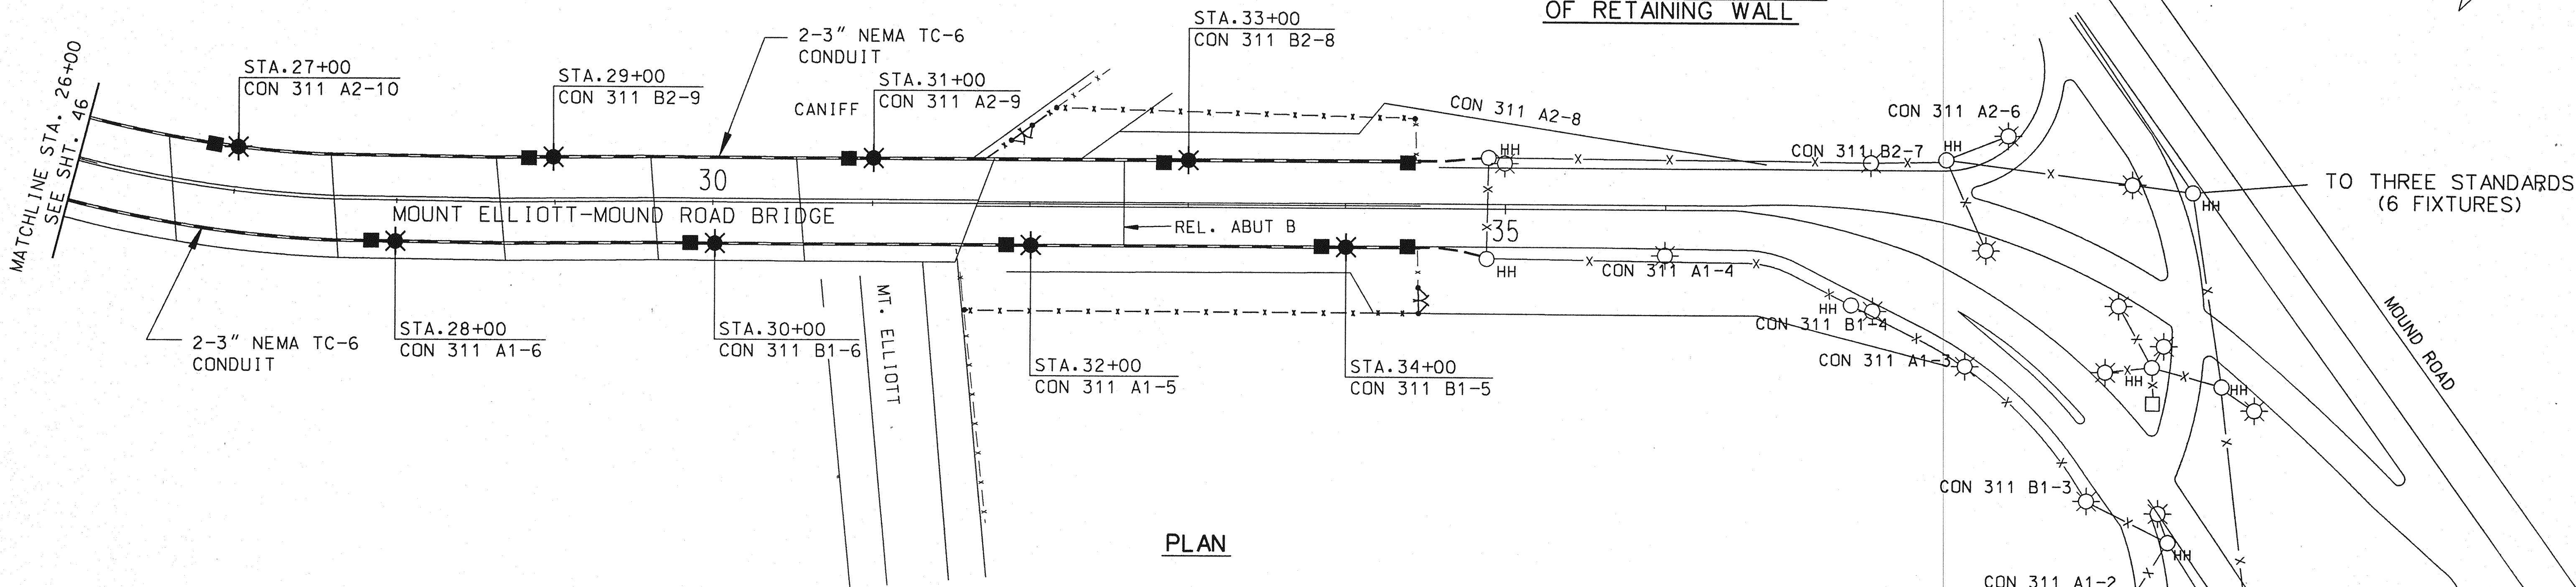 OF RETAINING WALL
STA.33+00
CON 311 B2-8
2-3" NEMA TC-6
CONDUIT
STA.27+00
CON 311 A2-10
STA.29+00
CON 311 B2-9
STA.31+00
CON 311 A2-9
CANIFF
CON 311 A2-8
CON 311 A2-6
MATCHLINE STA. 26+00
SEE SHT. 46
HH
CON 311 B2-7
HH
30
TO THREE STANDARDS
(6 FIXTURES)
HH
MOUNT ELLIOTT-MOUND ROAD BRIDGE
REL. ABUT B
35
HH
CON 311 A1-4
HH
CON 311 B1-4
MOUND ROAD
MT. ELLIOTT
2-3" NEMA TC-6
CONDUIT
STA.28+00
CON 311 A1-6
STA.30+00
CON 311 B1-6
STA.32+00
CON 311 A1-5
STA.34+00
CON 311 B1-5
CON 311 A1-3
HH
HH
CON 311 B1-3
PLAN
HH
CON 311 A1-2